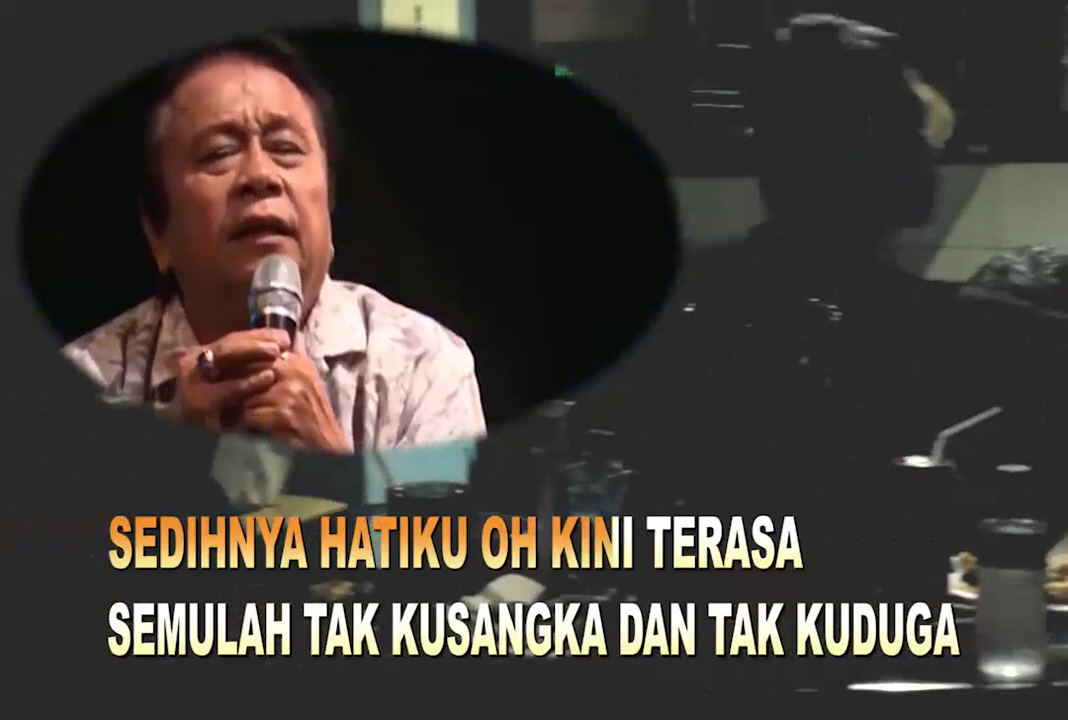 SEDIHNYA HATIKU OH KINI TERASA
SEMULAH TAK KUSANGKA DAN TAK KUDUGA